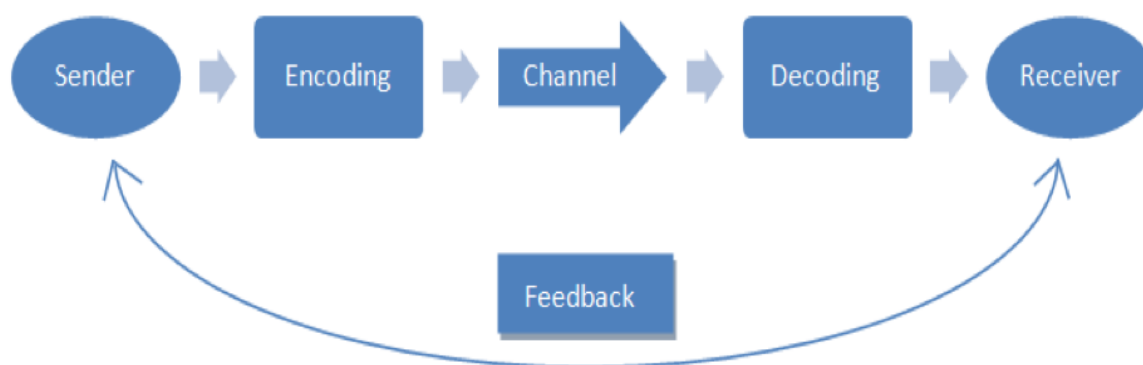 Sender
Encoding
Channel
Decoding
Receiver
Feedback